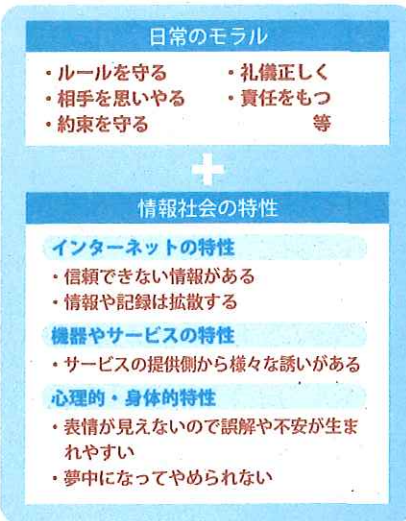 日常のモラル
・ルールを守る ・礼儀正しく
・相手を思いやる ・責任をもつ
・約束を守る 等
+
情報社会の特性
インターネットの特性
・信頼できない情報がある
・情報や記録は拡散する
機器やサービスの特性
・サービスの提供側から様々な誘いがある
心理的・身体的特性
・表情が見えないので誤解や不安が生ま
れやすい
・夢中になってやめられない